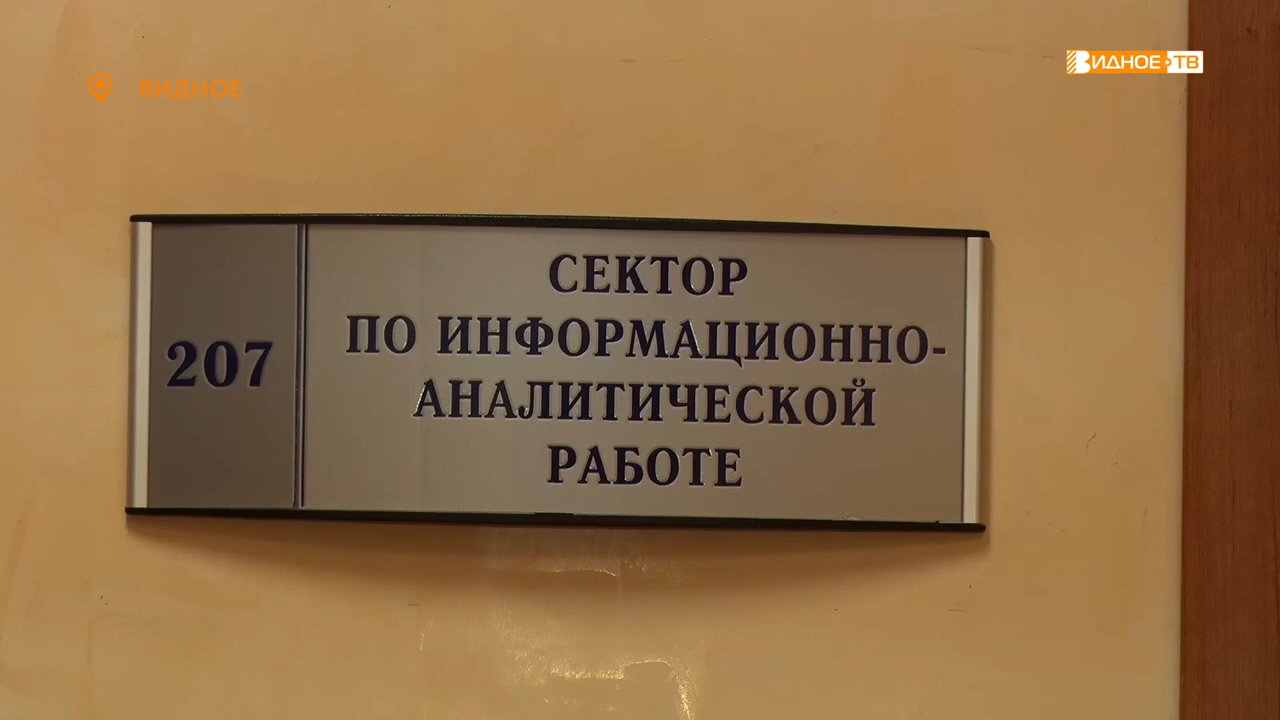 ВИДНОЕ
ВИДНОЕ ТВ
207
СЕКТОР
ПО ИНФОРМАЦИОННО-
АНАЛИТИЧЕСКОЙ
РАБОТЕ